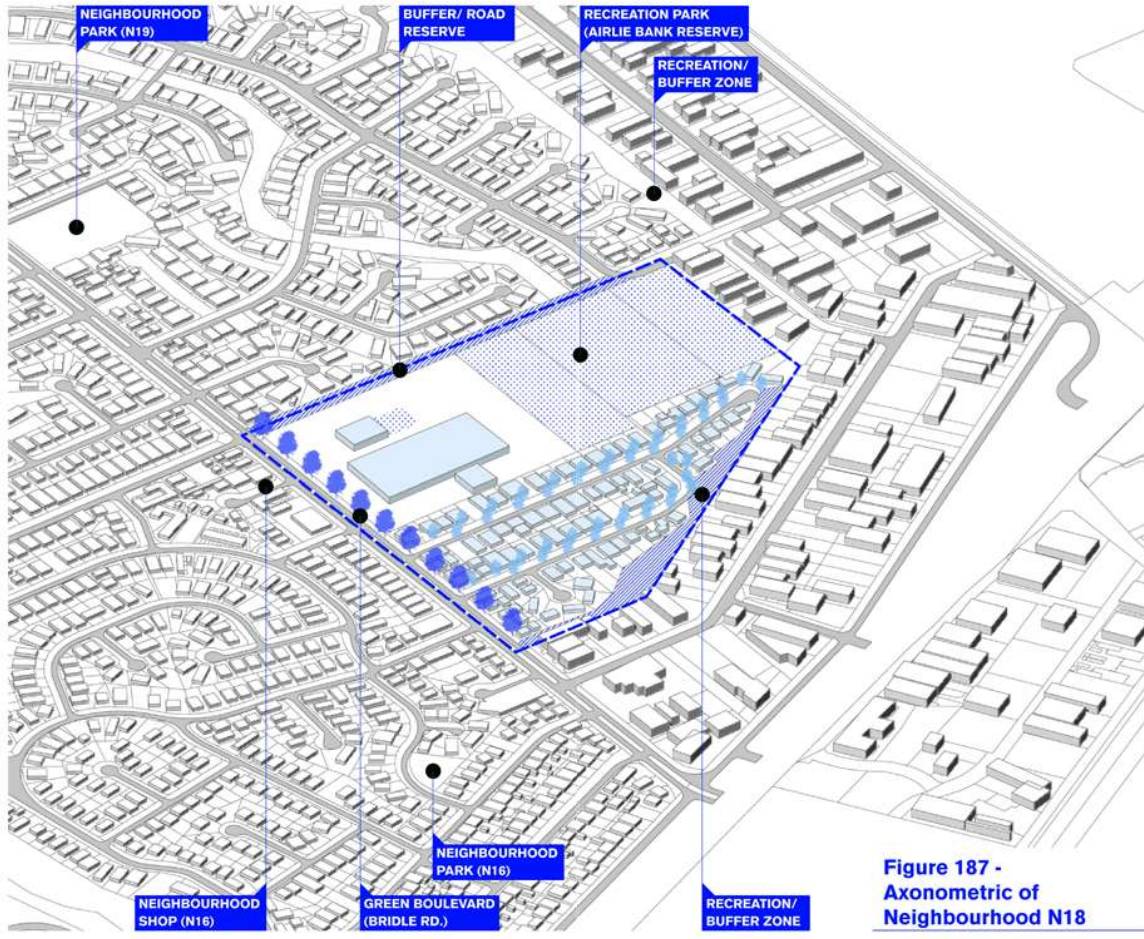 NEIGHBOURHOOD
PARK (N19)
BUFFER/ ROAD
RESERVE
RECREATION PARK
(AIRLIE BANK RESERVE)
RECREATION/
BUFFER ZONE
NEIGHBOURHOOD
PARK (N16)
NEIGHBOURHOOD
SHOP (N16)
GREEN BOULEVARD
(BRIDLE RD.)
RECREATION/
BUFFER ZONE
Figure 187 -
Axonometric of
Neighbourhood N18